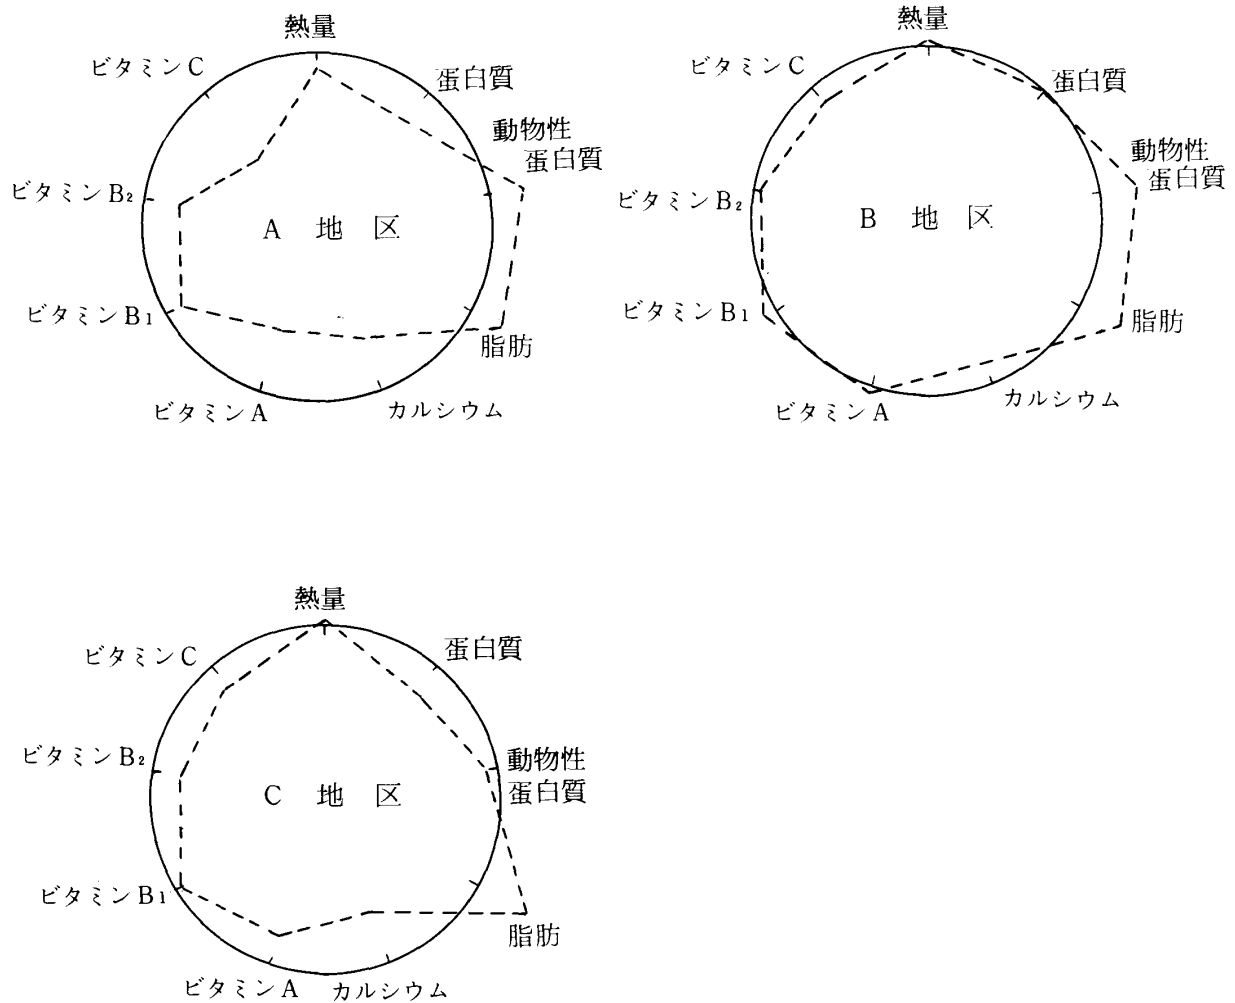 熱量
ビタミンC
蛋白質
動物性
蛋白質
ビタミンB₂
A 地 区
ビタミンB₁
脂肪
ビタミンA
カルシウム
熱量
ビタミンC
蛋白質
動物性
蛋白質
ビタミンB₂
B 地 区
ビタミンB₁
脂肪
カルシウム
ビタミンA
熱量
ビタミンC
蛋白質
ビタミンB₂
動物性
蛋白質
C 地 区
ビタミンB₁
脂肪
ビタミンA
カルシウム